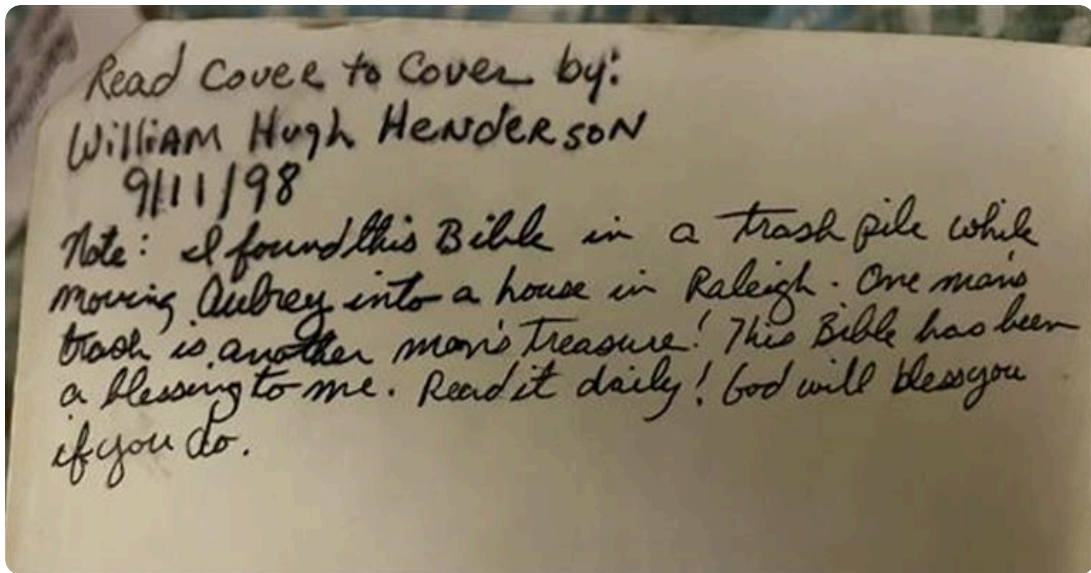 Read Cover to Cover by:
William Hugh Henderson
9/11/98
Note: I found this Bible in a trash pile while
moving Aubrey into a house in Raleigh. One man's
trash is another man's treasure! This Bible has been
a blessing to me. Read it daily! God will bless you
if you do.